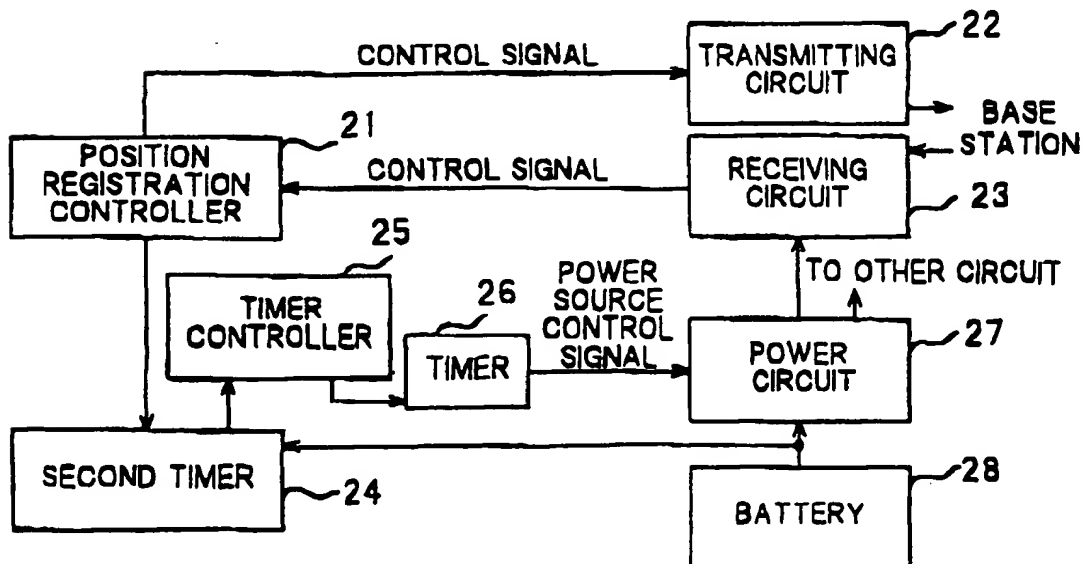 22
TRANSMITTING
CIRCUIT
CONTROL SIGNAL
BASE
STATION
21
POSITION
REGISTRATION
CONTROLLER
CONTROL SIGNAL
RECEIVING
CIRCUIT
23
25
TIMER
CONTROLLER
26
TIMER
POWER
SOURCE
CONTROL
SIGNAL
TO OTHER CIRCUIT
27
POWER
CIRCUIT
SECOND TIMER
24
28
BATTERY